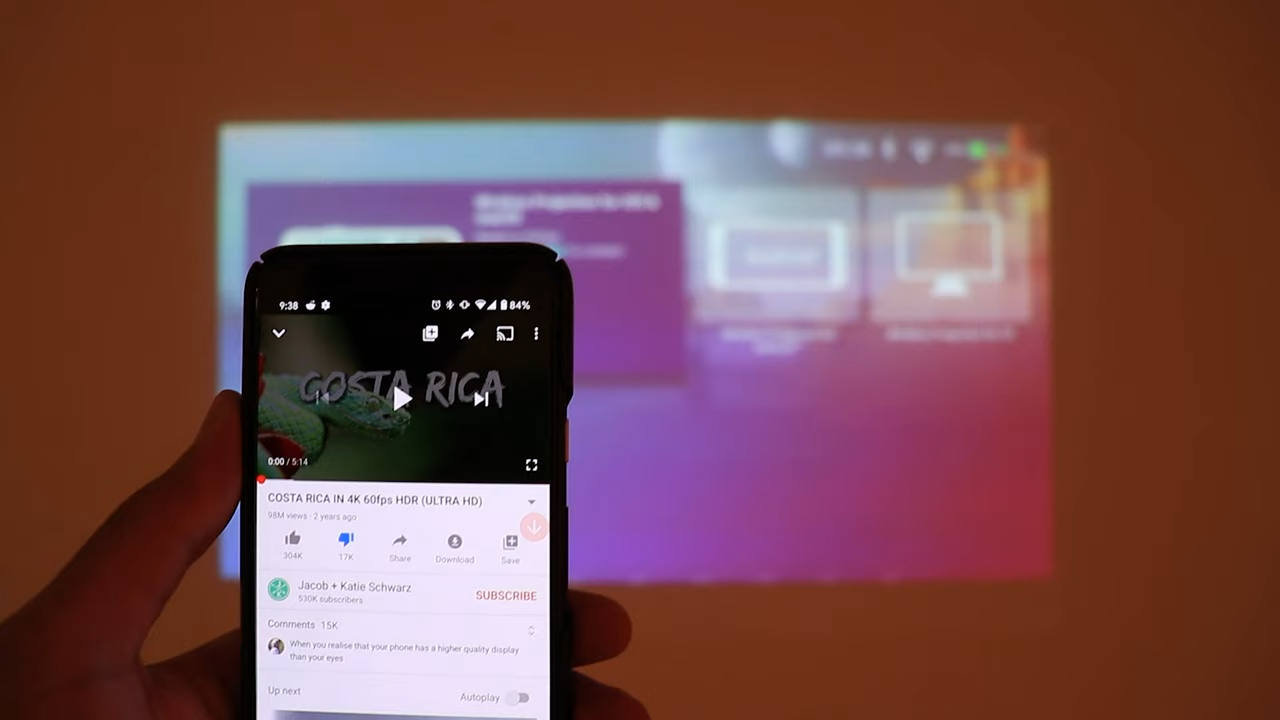 9:38
84%
COSTA RICA
0:00 / 5:14
COSTA RICA IN 4K 60fps HDR (ULTRA HD)
98M views · 2 years ago
304K
17K
Share
Download
Save
Jacob + Katie Schwarz
530K subscribers
SUBSCRIBE
Comments 15K
When you realise that your phone has a higher quality display
than your eyes
Up next
Autoplay